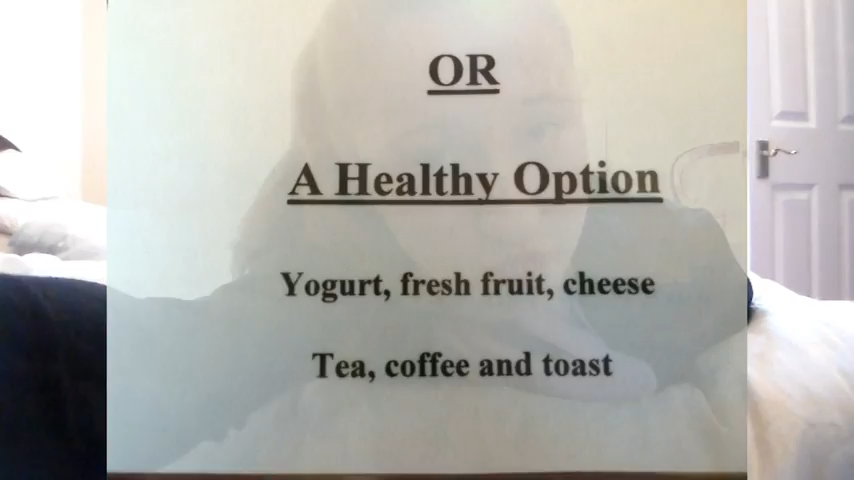 OR
A Healthy Option
Yogurt, fresh fruit, cheese
Tea, coffee and toast